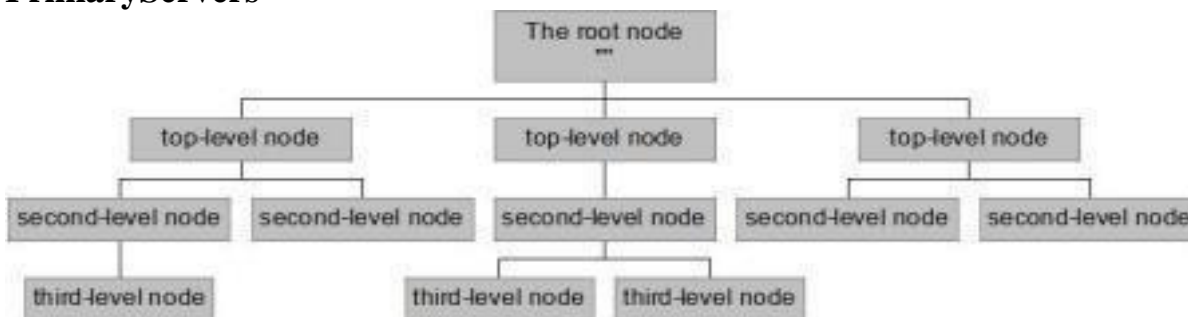 PrimaryServers
The root node
""
top-level node top-level node top-level node
second-level node second-level node second-level node second-level node second-level node
third-level node third-level node third-level node